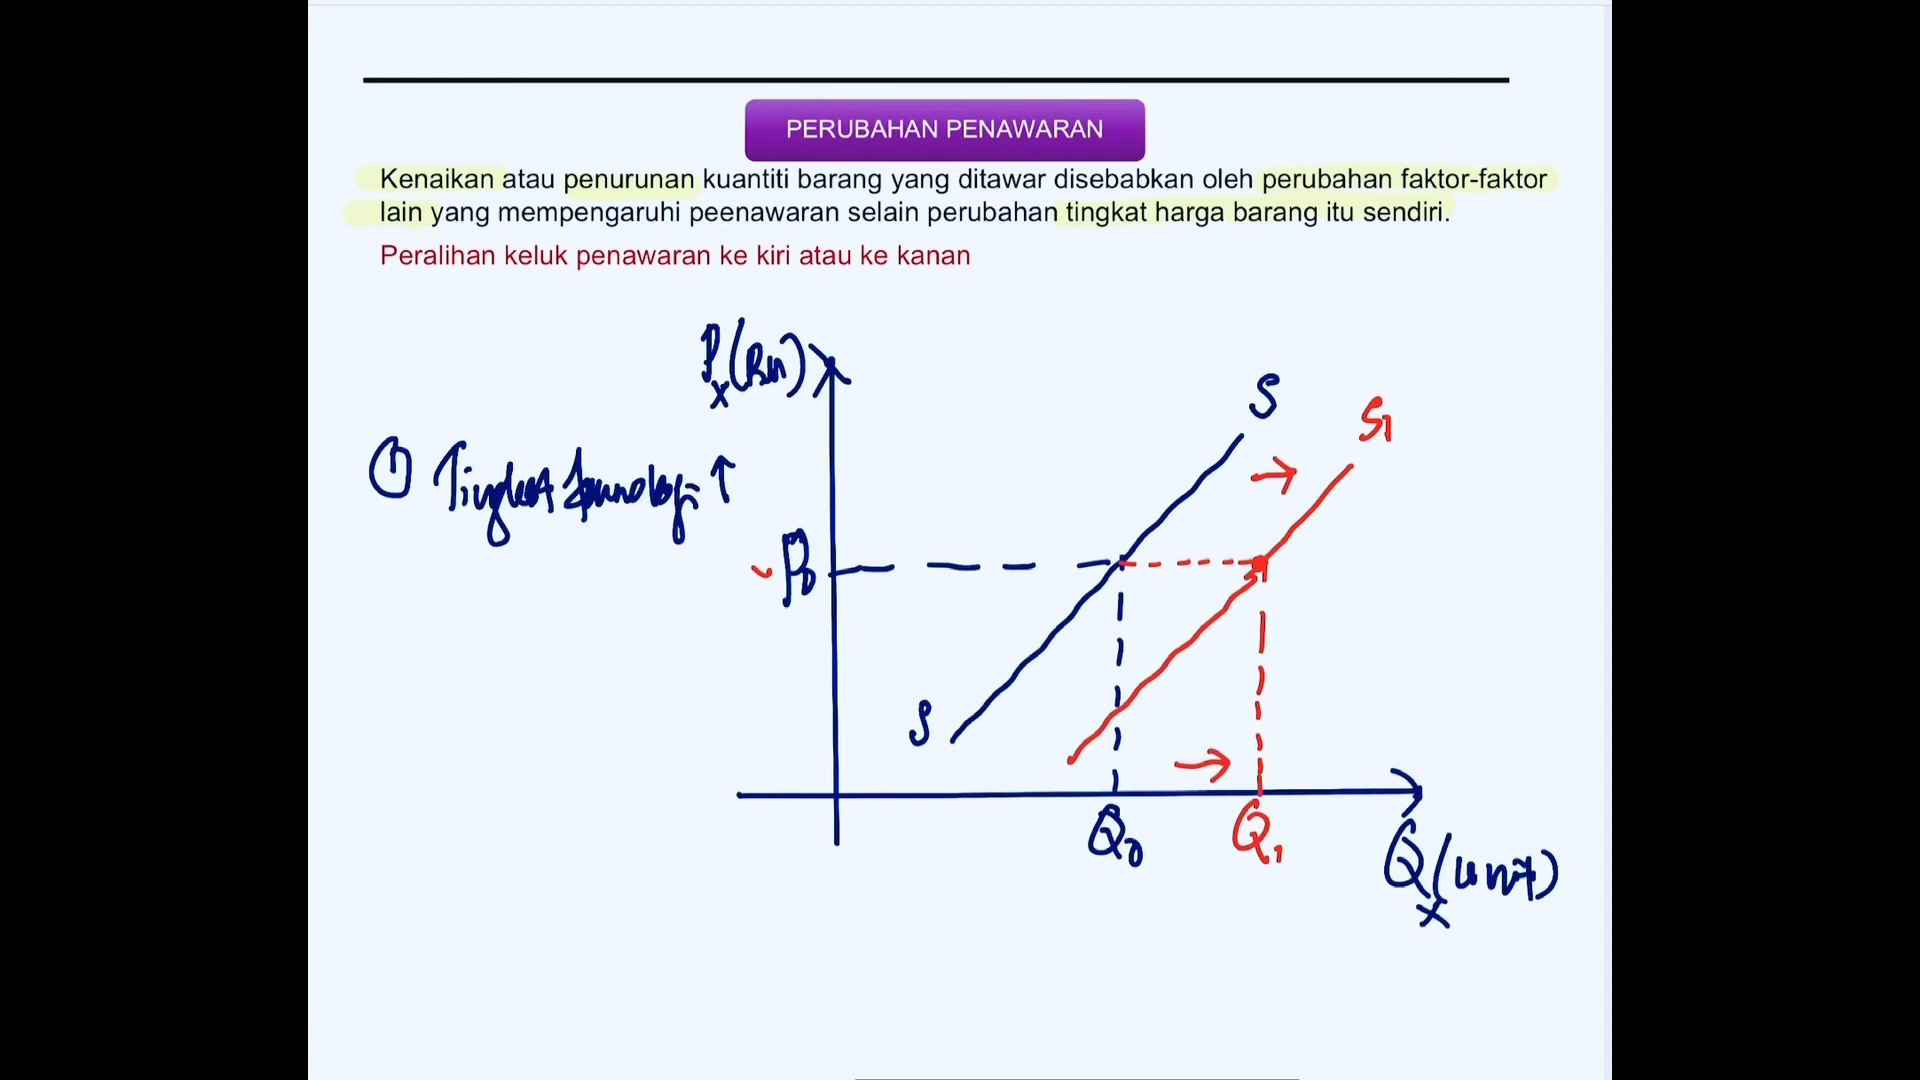 PERUBAHAN PENAWARAN
Kenaikan atau penurunan kuantiti barang yang ditawar disebabkan oleh perubahan faktor-faktor
lain yang mempengaruhi peenawaran selain perubahan tingkat harga barang itu sendiri.
Peralihan keluk penawaran ke kiri atau ke kanan
Px (RM)
S
S1
① Tingkat teknologi ↑
P0
S
Q0
Q1
Qx (unit)